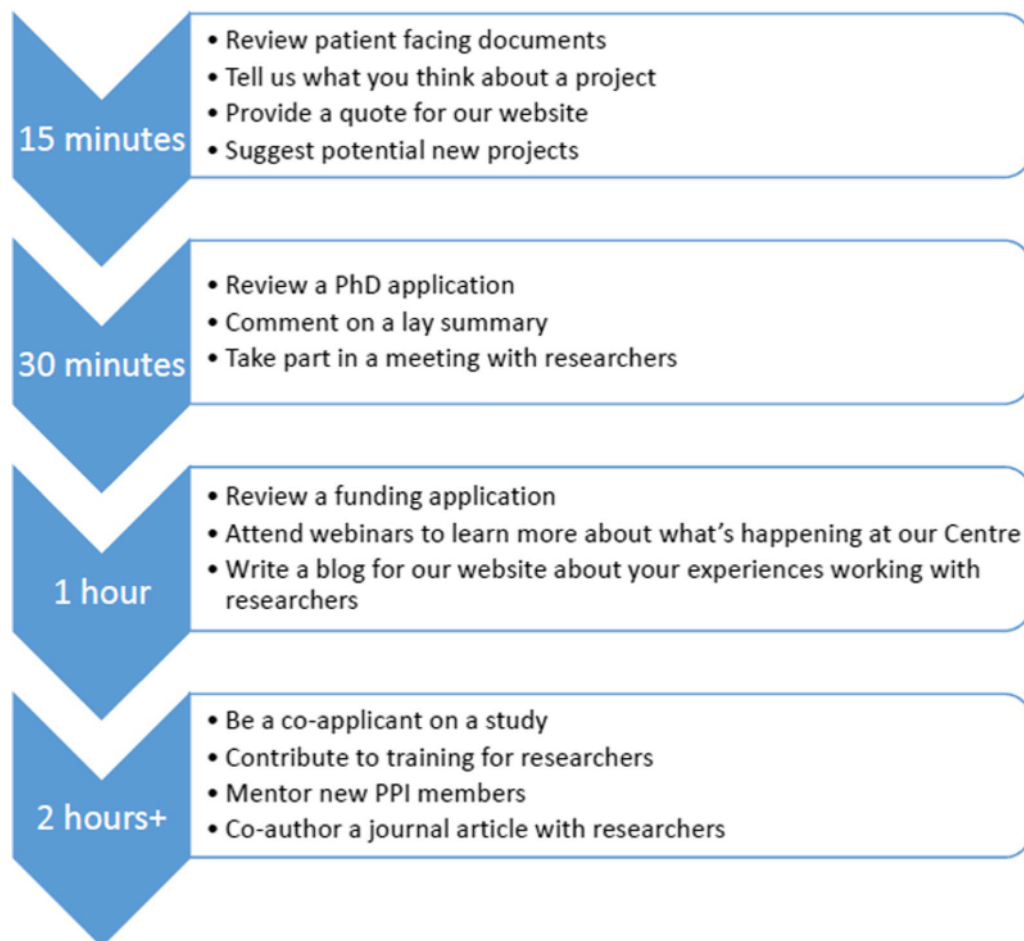 15 minutes
• Review patient facing documents
• Tell us what you think about a project
• Provide a quote for our website
• Suggest potential new projects
30 minutes
• Review a PhD application
• Comment on a lay summary
• Take part in a meeting with researchers
1 hour
• Review a funding application
• Attend webinars to learn more about what’s happening at our Centre
• Write a blog for our website about your experiences working with
researchers
2 hours+
• Be a co-applicant on a study
• Contribute to training for researchers
• Mentor new PPI members
• Co-author a journal article with researchers